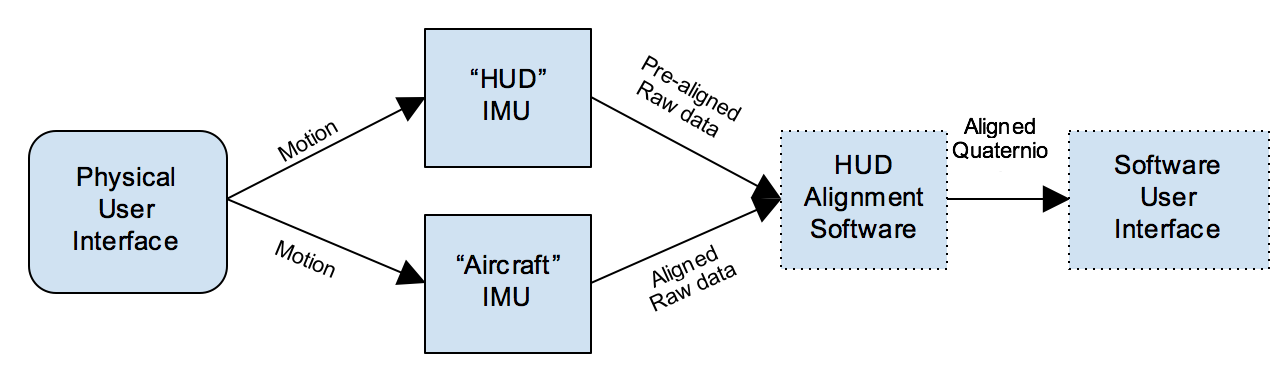 Physical
User
Interface
Motion
Motion
“HUD”
IMU
“Aircraft”
IMU
Pre-aligned
Raw data
Aligned
Raw data
HUD
Alignment
Software
Aligned
Quaternio
Software
User
Interface